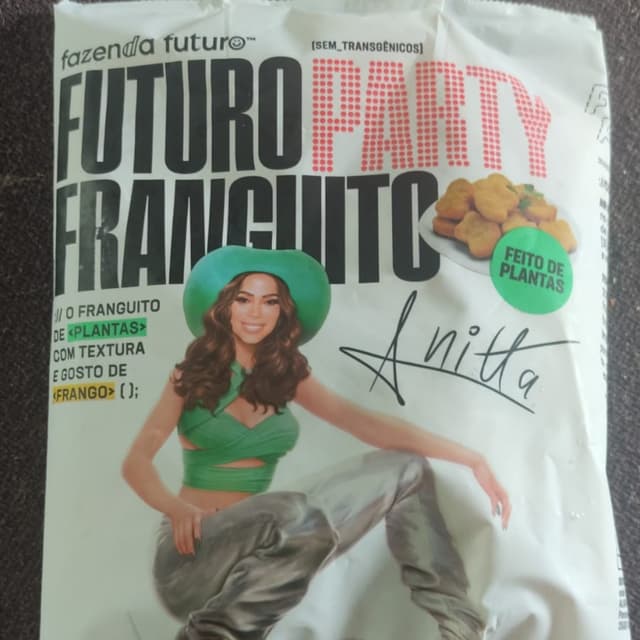 fazenda futuro™
[SEM_TRANSGÊNICOS]
FUTURO PARTY
FRANGUITO
FEITO DE
PLANTAS
// O FRANGUITO
DE <PLANTAS>
COM TEXTURA
E GOSTO DE
<FRANGO> ();
Anitta